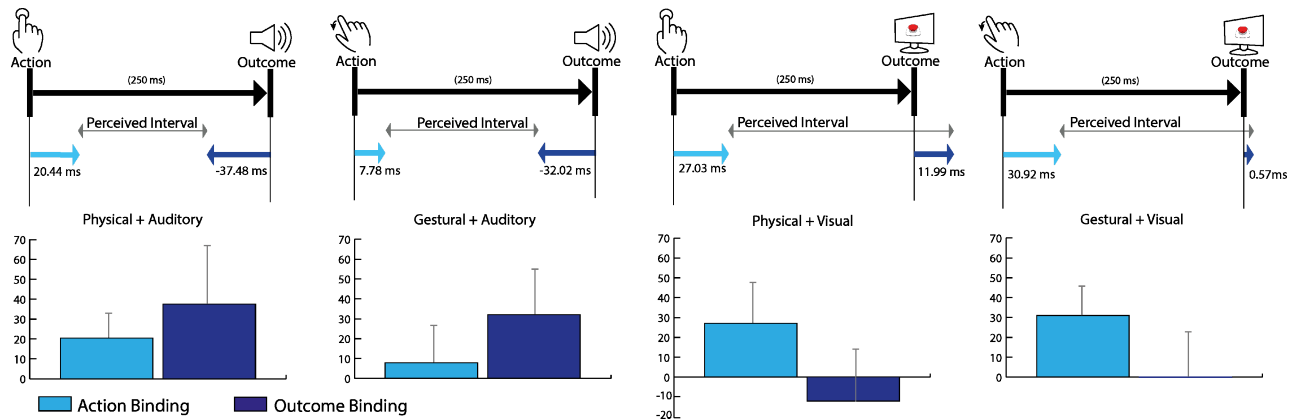 Action Outcome
(250 ms)
Perceived Interval
20.44 ms -37.48 ms
Physical + Auditory
70
60
50
40
30
20
10
0
Action Outcome
(250 ms)
Perceived Interval
7.78 ms -32.02 ms
Gestural + Auditory
70
60
50
40
30
20
10
0
Action Outcome
(250 ms)
Perceived Interval
27.03 ms 11.99 ms
Physical + Visual
70
60
50
40
30
20
10
0
-10
-20
Action Outcome
(250 ms)
Perceived Interval
30.92 ms 0.57ms
Gestural + Visual
70
60
50
40
30
20
10
0
Action Binding Outcome Binding